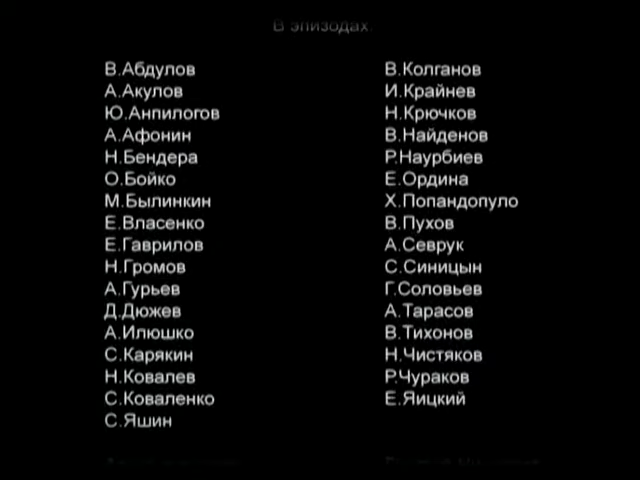 В эпизодах:
В.Абдулов
А.Акулов
Ю.Анпилогов
А.Афонин
Н.Бендера
О.Бойко
М.Былинкин
Е.Власенко
Е.Гаврилов
Н.Громов
А.Гурьев
Д.Дюжев
А.Илюшко
С.Карякин
Н.Ковалев
С.Коваленко
С.Яшин
В.Колганов
И.Крайнев
Н.Крючков
В.Найденов
Р.Наурбиев
Е.Ордина
Х.Попандопуло
В.Пухов
А.Севрук
С.Синицын
Г.Соловьев
А.Тарасов
В.Тихонов
Н.Чистяков
Р.Чураков
Е.Яицкий